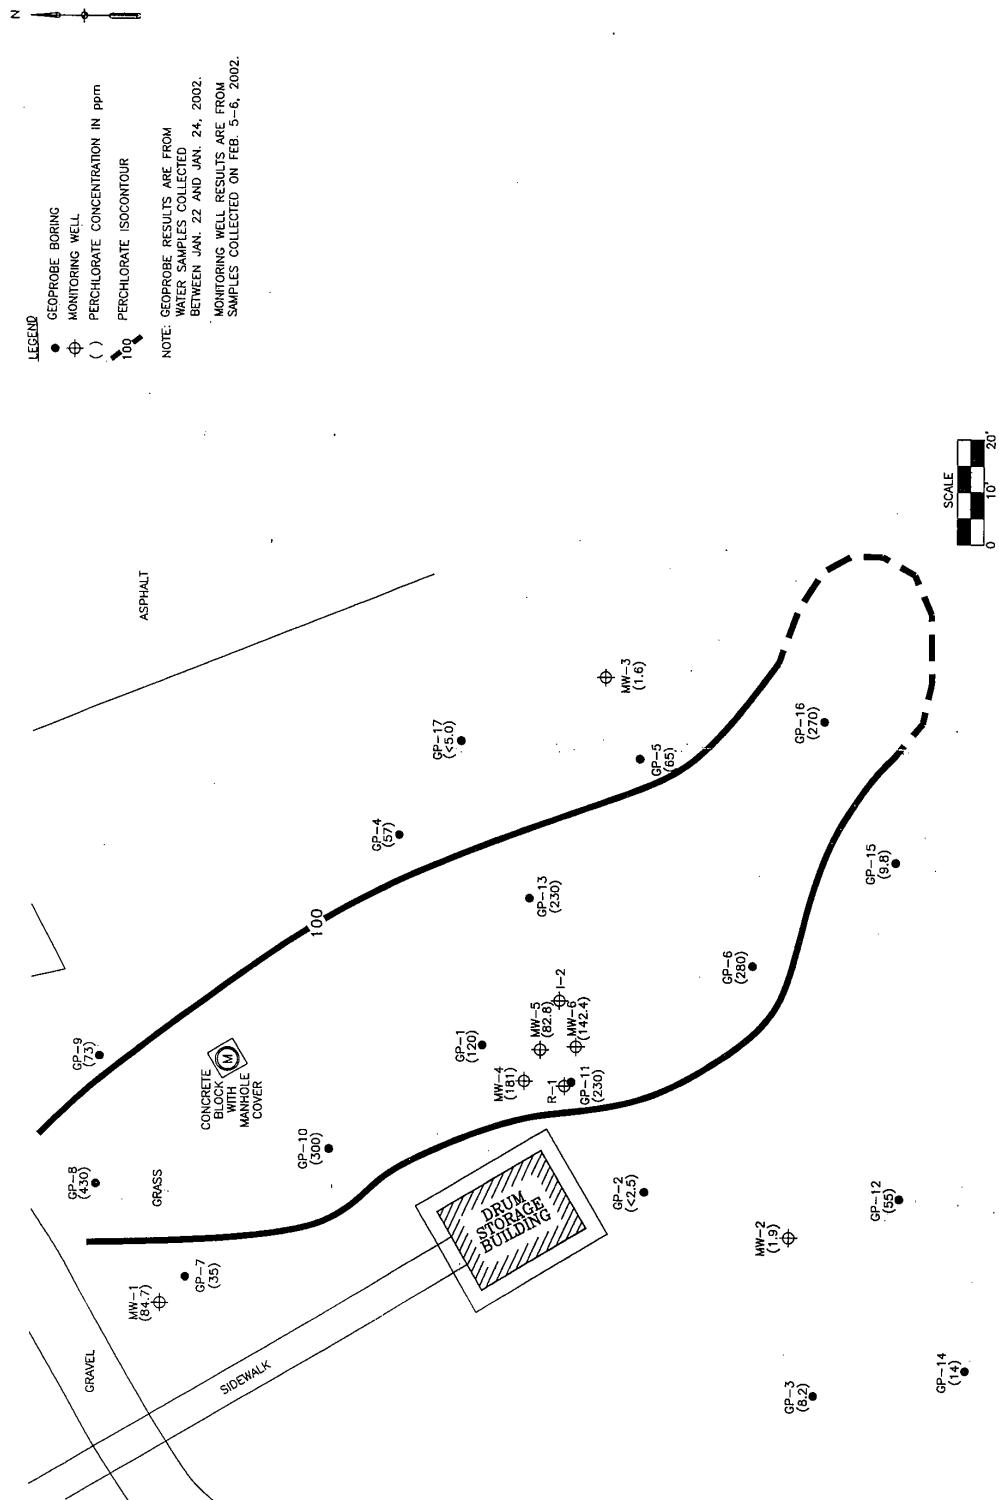 N
LEGEND
GEOPROBE BORING
MONITORING WELL
( ) PERCHLORATE CONCENTRATION IN ppm
100 PERCHLORATE ISOCONTOUR
NOTE: GEOPROBE RESULTS ARE FROM
WATER SAMPLES COLLECTED
BETWEEN JAN. 22 AND JAN. 24, 2002.
MONITORING WELL RESULTS ARE FROM
SAMPLES COLLECTED ON FEB. 5-6, 2002.
ASPHALT
SCALE
0 10' 20'
MW-3
(1.6)
GP-17
(<5.0)
GP-5
(65)
GP-16
(270)
GP-4
(57)
GP-15
(9.8)
GP-13
(230)
100
GP-6
(280)
I-2
GP-9
(73)
CONCRETE
BLOCK
WITH
MANHOLE
COVER
M
GP-1
(120)
MW-5
(82.8)
MW-6
(142.4)
MW-4
(181)
R-1
GP-11
(230)
GP-10
(300)
GP-8
(430)
GRASS
GP-2
(<2.5)
GP-12
(55)
DRUM
STORAGE
BUILDING
MW-2
(1.9)
GP-7
(35)
MW-1
(84.7)
GRAVEL
SIDEWALK
GP-3
(8.2)
GP-14
(14)